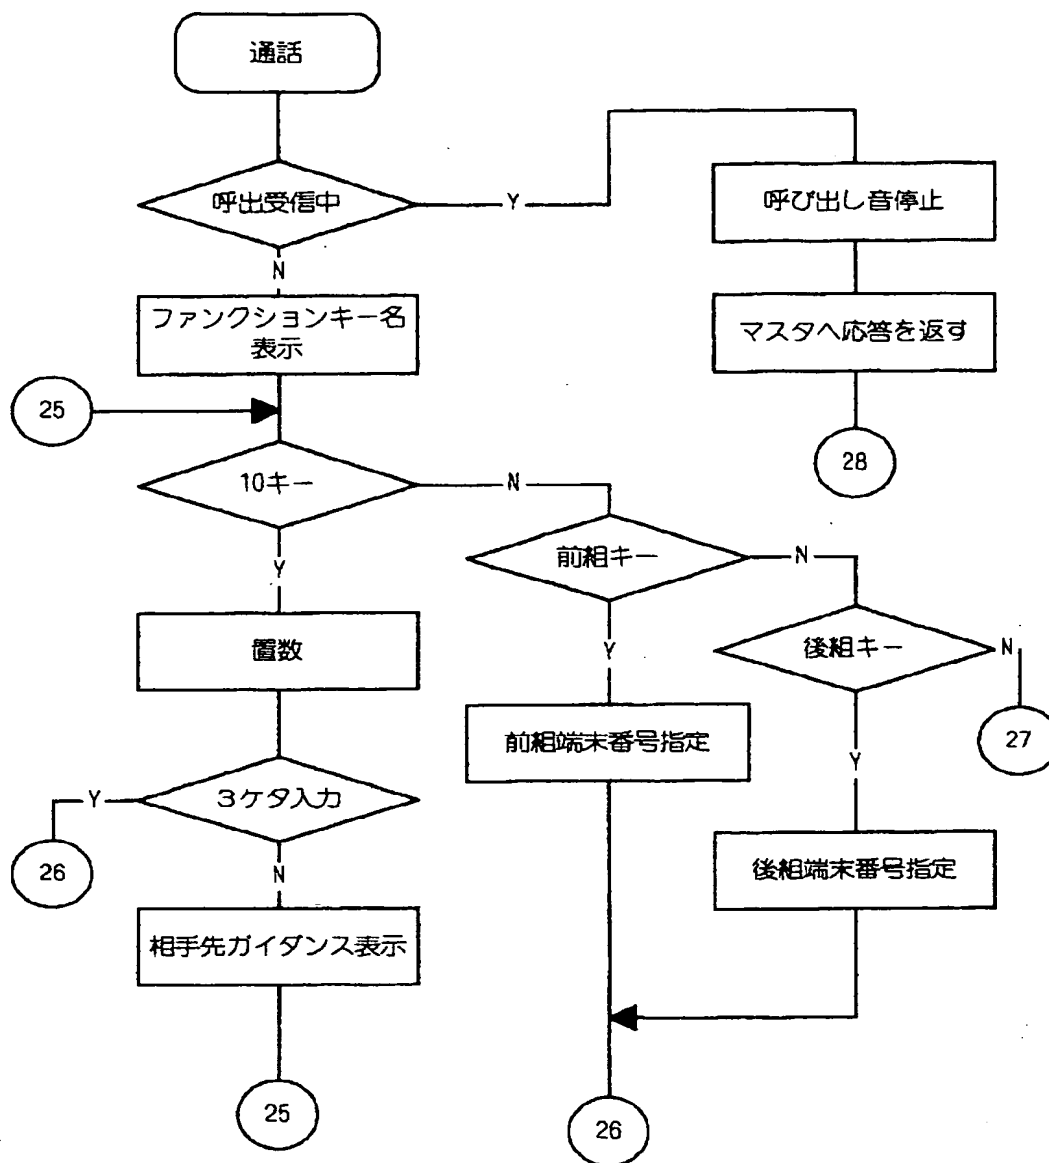 通話
呼出受信中
Y
呼び出し音停止
N
ファンクションキー名
表示
マスタへ応答を返す
25
28
10キー
N
Y
前組キー
N
置数
Y
後組キー
N
前組端末番号指定
27
Y
3ケタ入力
Y
26
N
後組端末番号指定
相手先ガイダンス表示
25
26